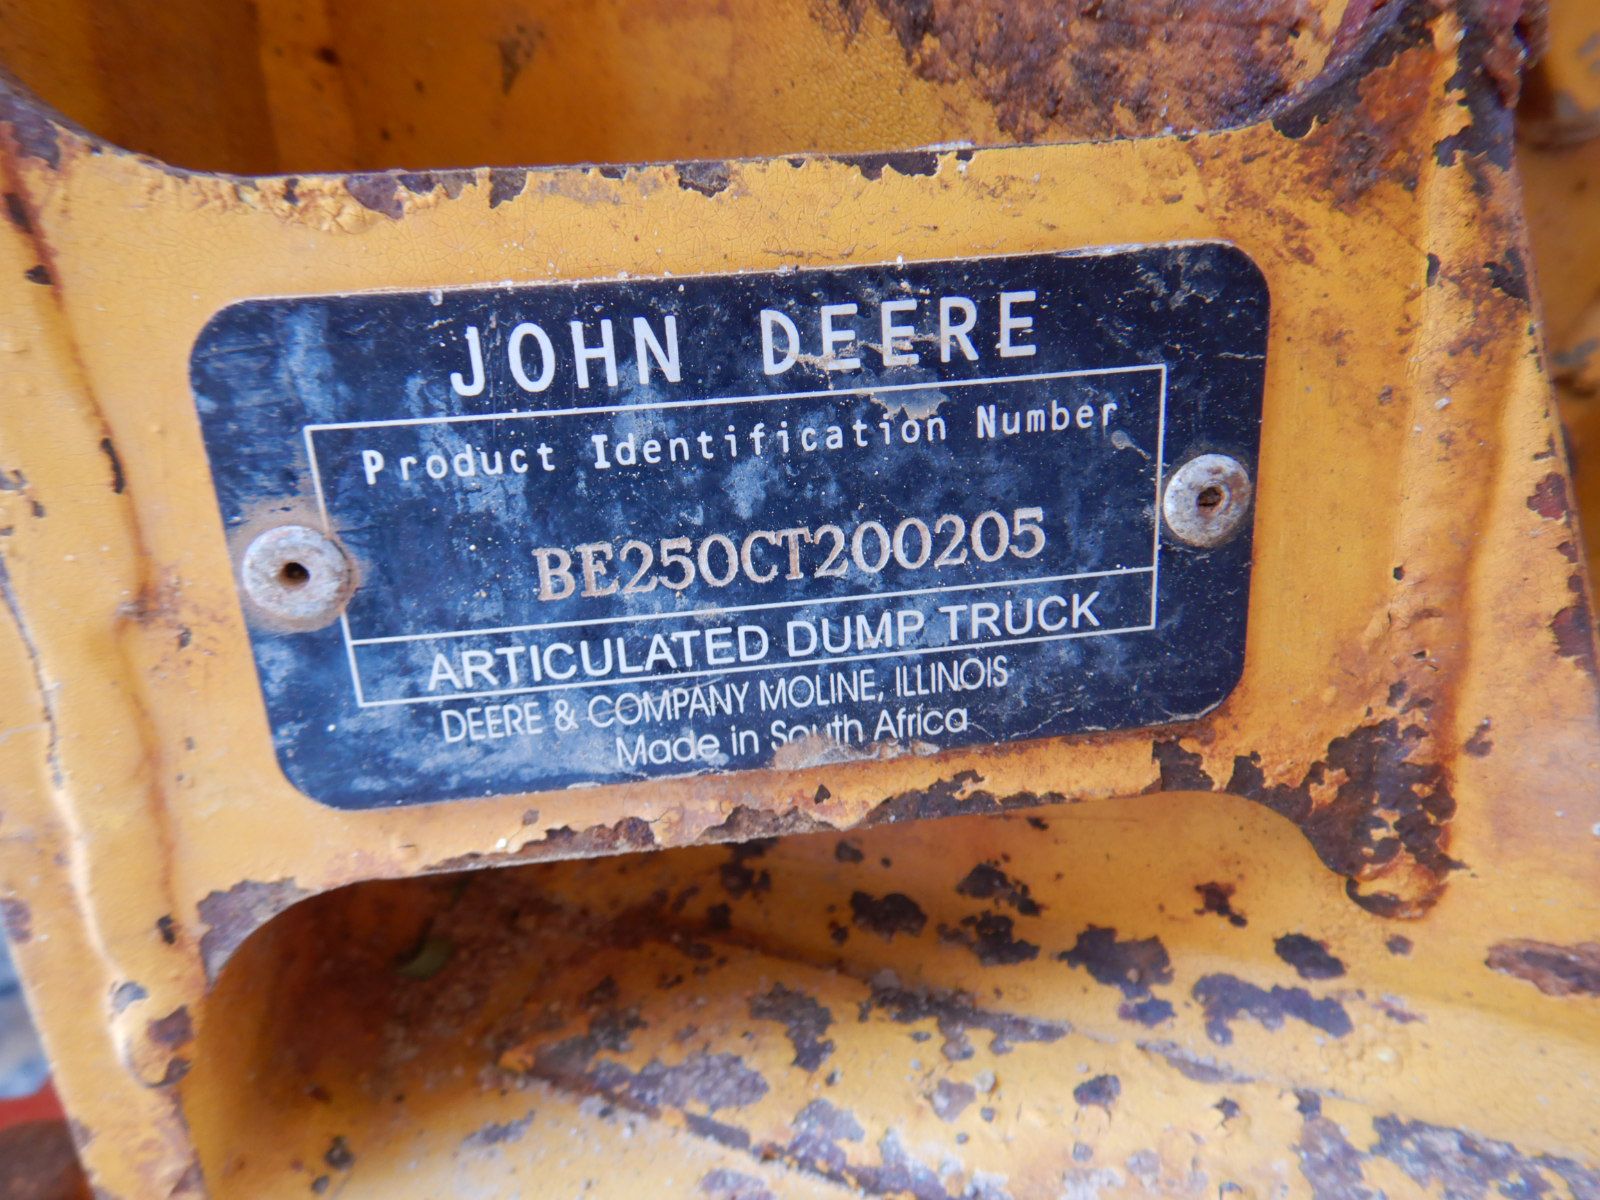 JOHN DEERE
Product Identification Number
BE250CT200205
ARTICULATED DUMP TRUCK
DEERE & COMPANY MOLINE, ILLINOIS
Made in South Africa